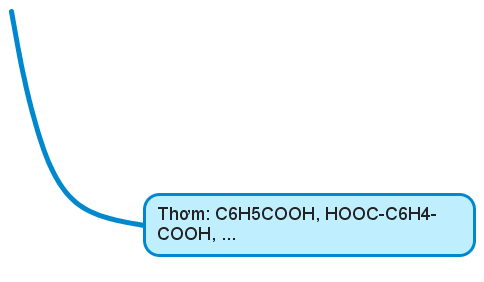 Thơm: C6H5COOH, HOOC-C6H4-
COOH, ...